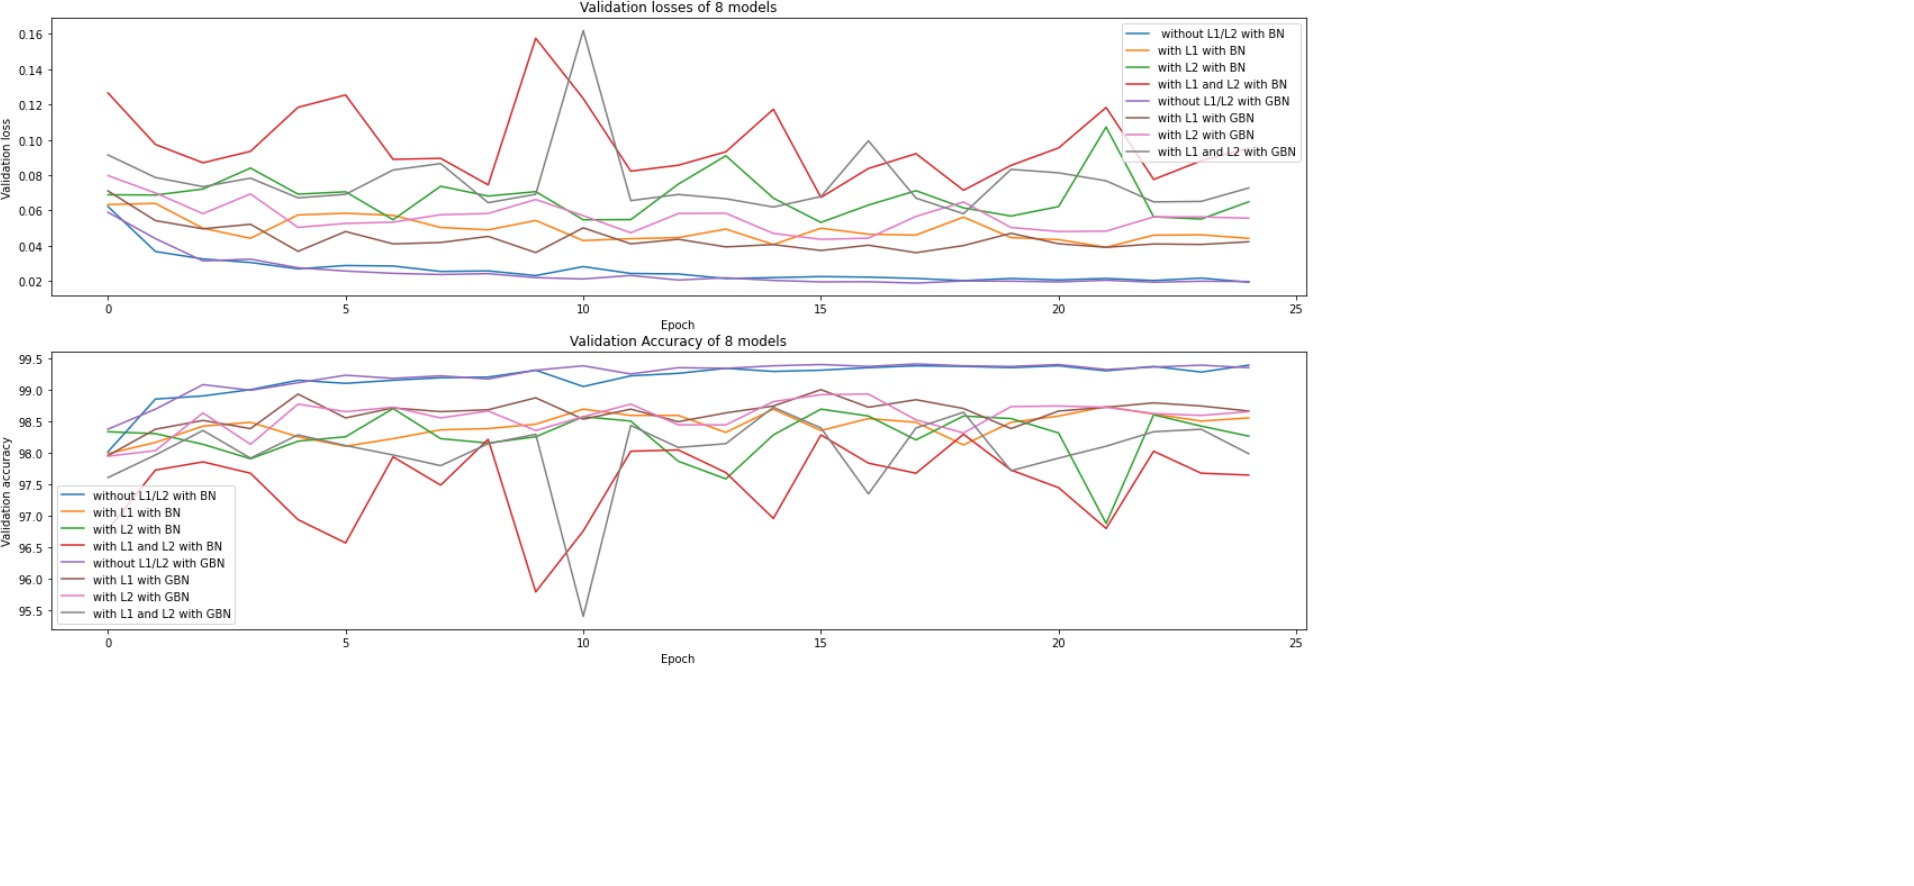 Validation losses of 8 models
Validation loss
0.16
0.14
0.12
0.10
0.08
0.06
0.04
0.02
without L1/L2 with BN
with L1 with BN
with L2 with BN
with L1 and L2 with BN
without L1/L2 with GBN
with L1 with GBN
with L2 with GBN
with L1 and L2 with GBN
0 5 10 15 20 25
Epoch
Validation Accuracy of 8 models
Validation accuracy
99.5
99.0
98.5
98.0
97.5
97.0
96.5
96.0
95.5
without L1/L2 with BN
with L1 with BN
with L2 with BN
with L1 and L2 with BN
without L1/L2 with GBN
with L1 with GBN
with L2 with GBN
with L1 and L2 with GBN
0 5 10 15 20 25
Epoch